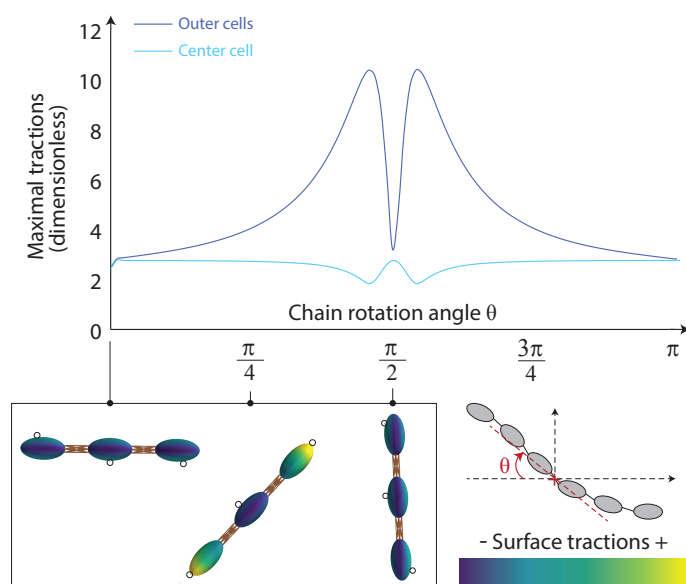 Outer cells
Center cell
Maximal tractions
(dimensionless)
12
10
8
6
4
2
0
Chain rotation angle θ
π/4
π/2
3π/4
π
θ
- Surface tractions +